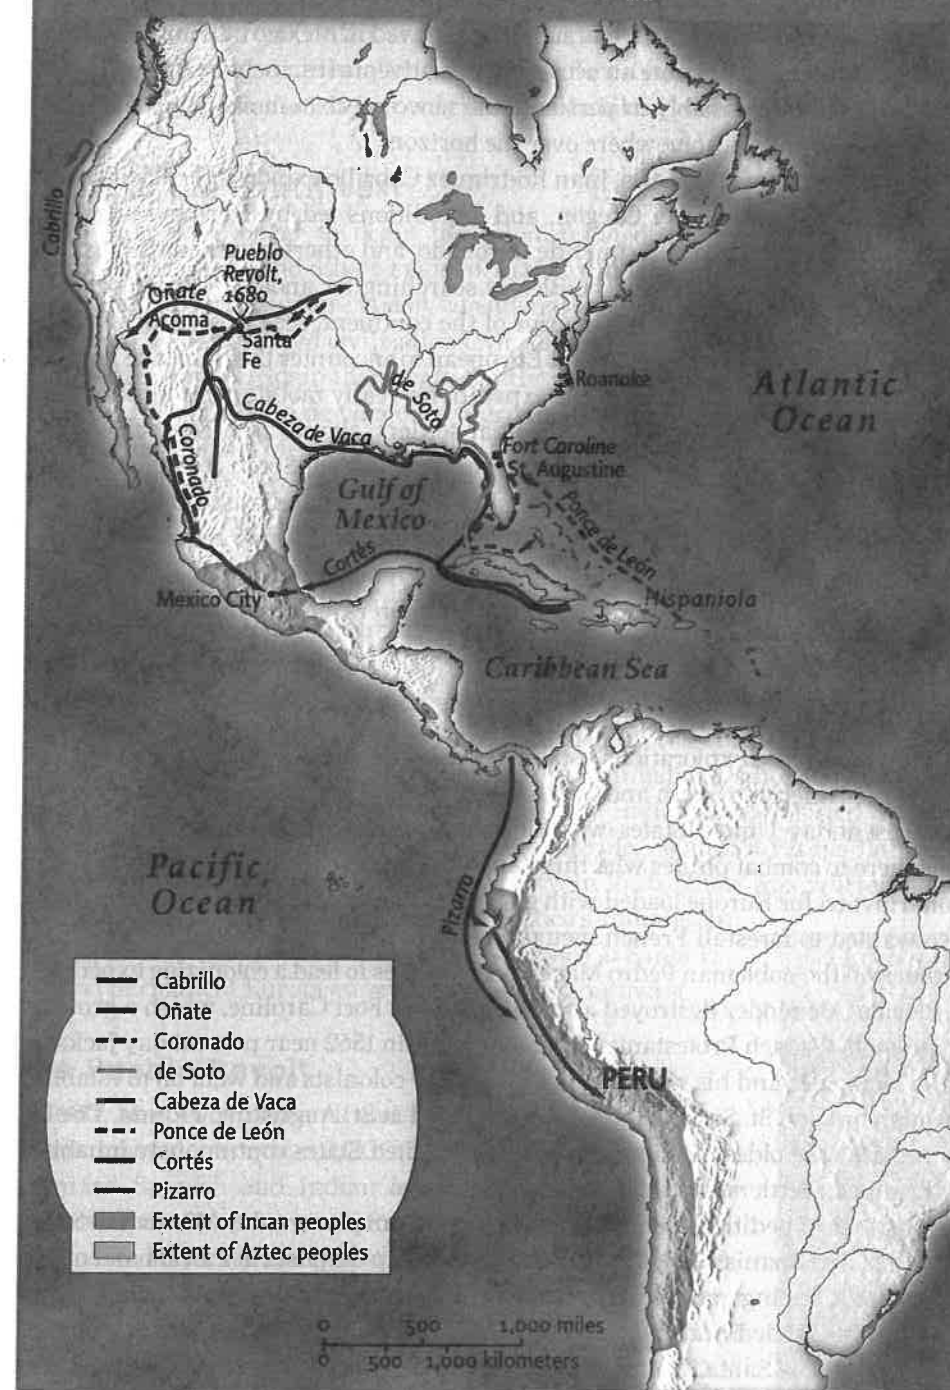 Cabrillo
Pueblo
Revolt,
1680
Oñate
Acoma
Santa
Fe
de Soto
Roanoke
Atlantic
Ocean
Cabeza de Vaca
Coronado
Fort Caroline
St. Augustine
Gulf of
Mexico
Ponce de León
Cortés
Mexico City
Hispaniola
Caribbean Sea
Pacific
Ocean
Pizarro
PERU
Cabrillo
Oñate
Coronado
de Soto
Cabeza de Vaca
Ponce de León
Cortés
Pizarro
Extent of Incan peoples
Extent of Aztec peoples
0 500 1,000 miles
0 500 1,000 kilometers